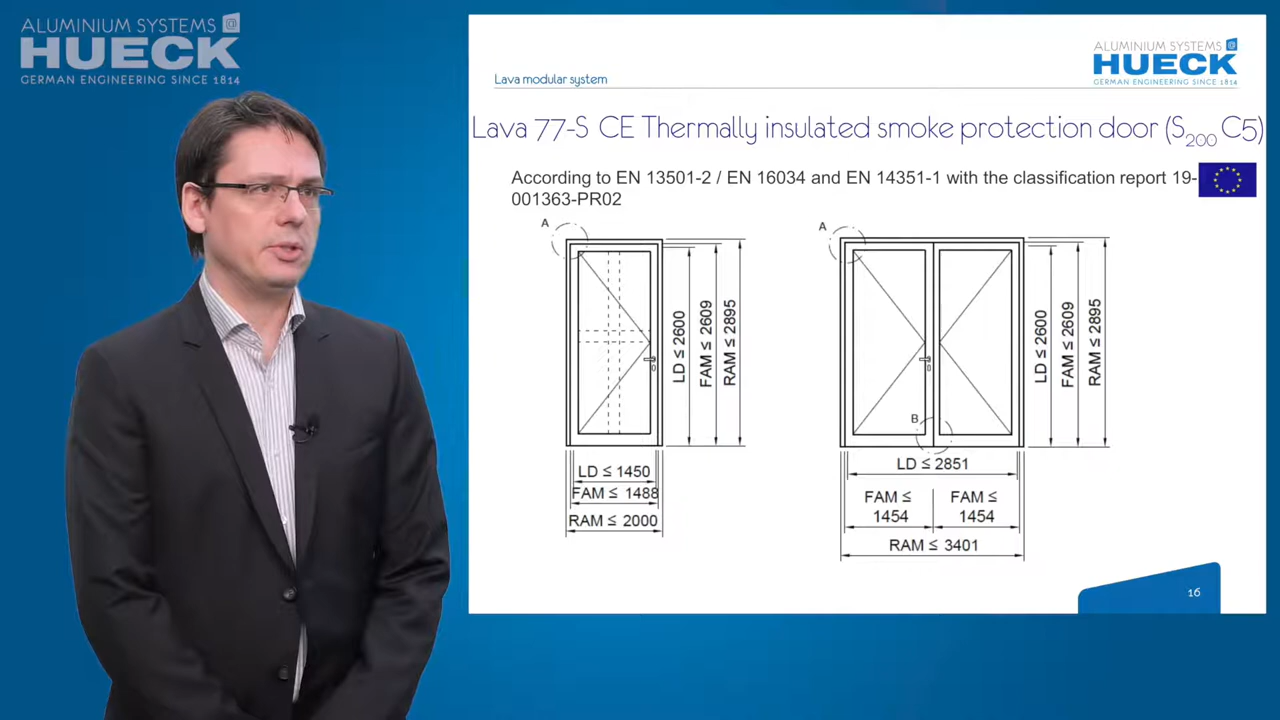 ALUMINIUM SYSTEMS
HUECK
GERMAN ENGINEERING SINCE 1814
ALUMINIUM SYSTEMS
HUECK
GERMAN ENGINEERING SINCE 1814
Lava modular system
Lava 77-S CE Thermally insulated smoke protection door (S200 C5)
According to EN 13501-2 / EN 16034 and EN 14351-1 with the classification report 19-
001363-PR02
A
LD ≤ 2600
FAM ≤ 2609
RAM ≤ 2895
LD ≤ 1450
FAM ≤ 1488
RAM ≤ 2000
A
B
LD ≤ 2600
FAM ≤ 2609
RAM ≤ 2895
LD ≤ 2851
FAM ≤
1454
FAM ≤
1454
RAM ≤ 3401
16